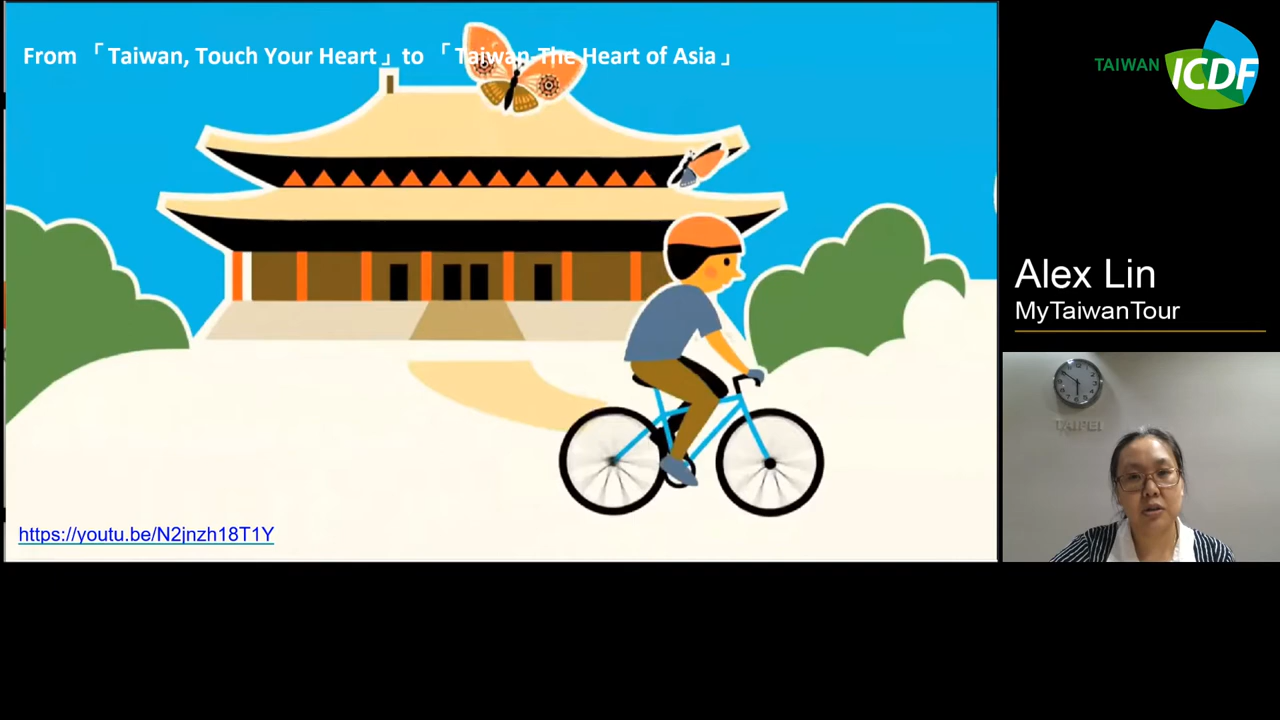 From 「Taiwan, Touch Your Heart」to 「Taiwan-The Heart of Asia」
https://youtu.be/N2jnzh18T1Y
TAIWAN ICDF
Alex Lin
MyTaiwanTour
TAIPEI